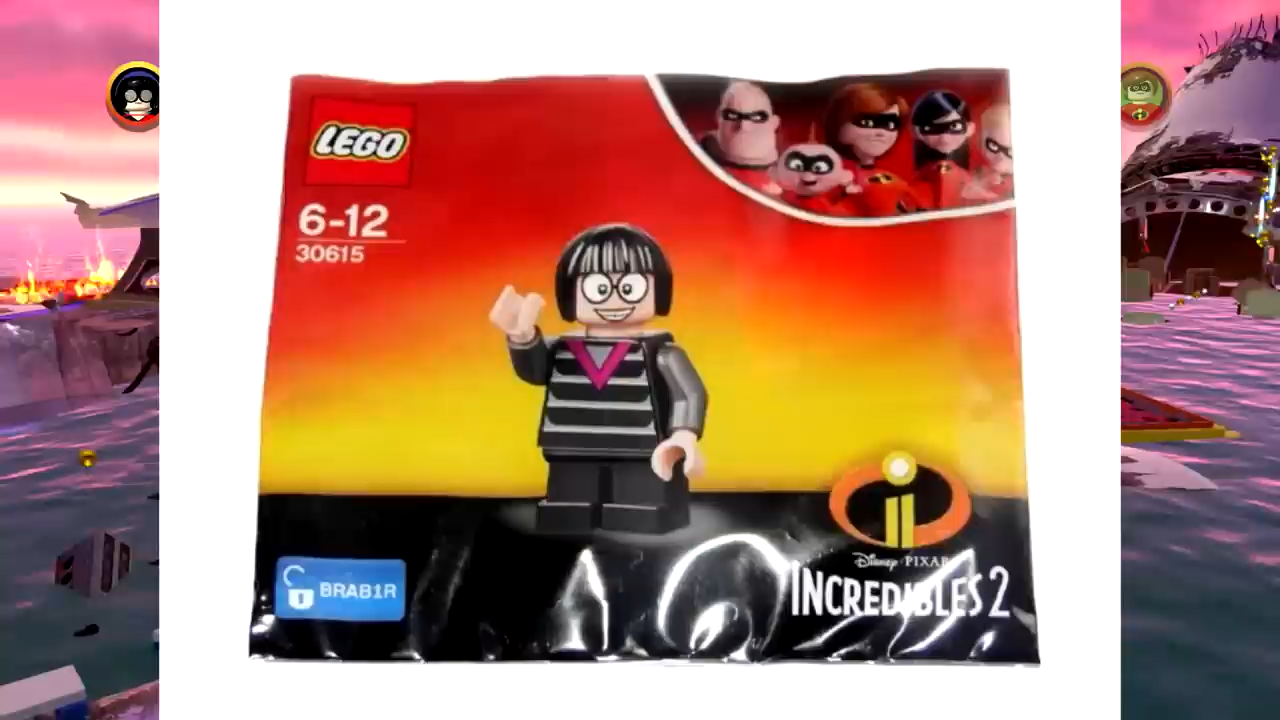 LEGO
6-12
30615
BRAB1R
Disney PIXAR
INCREDIBLES 2